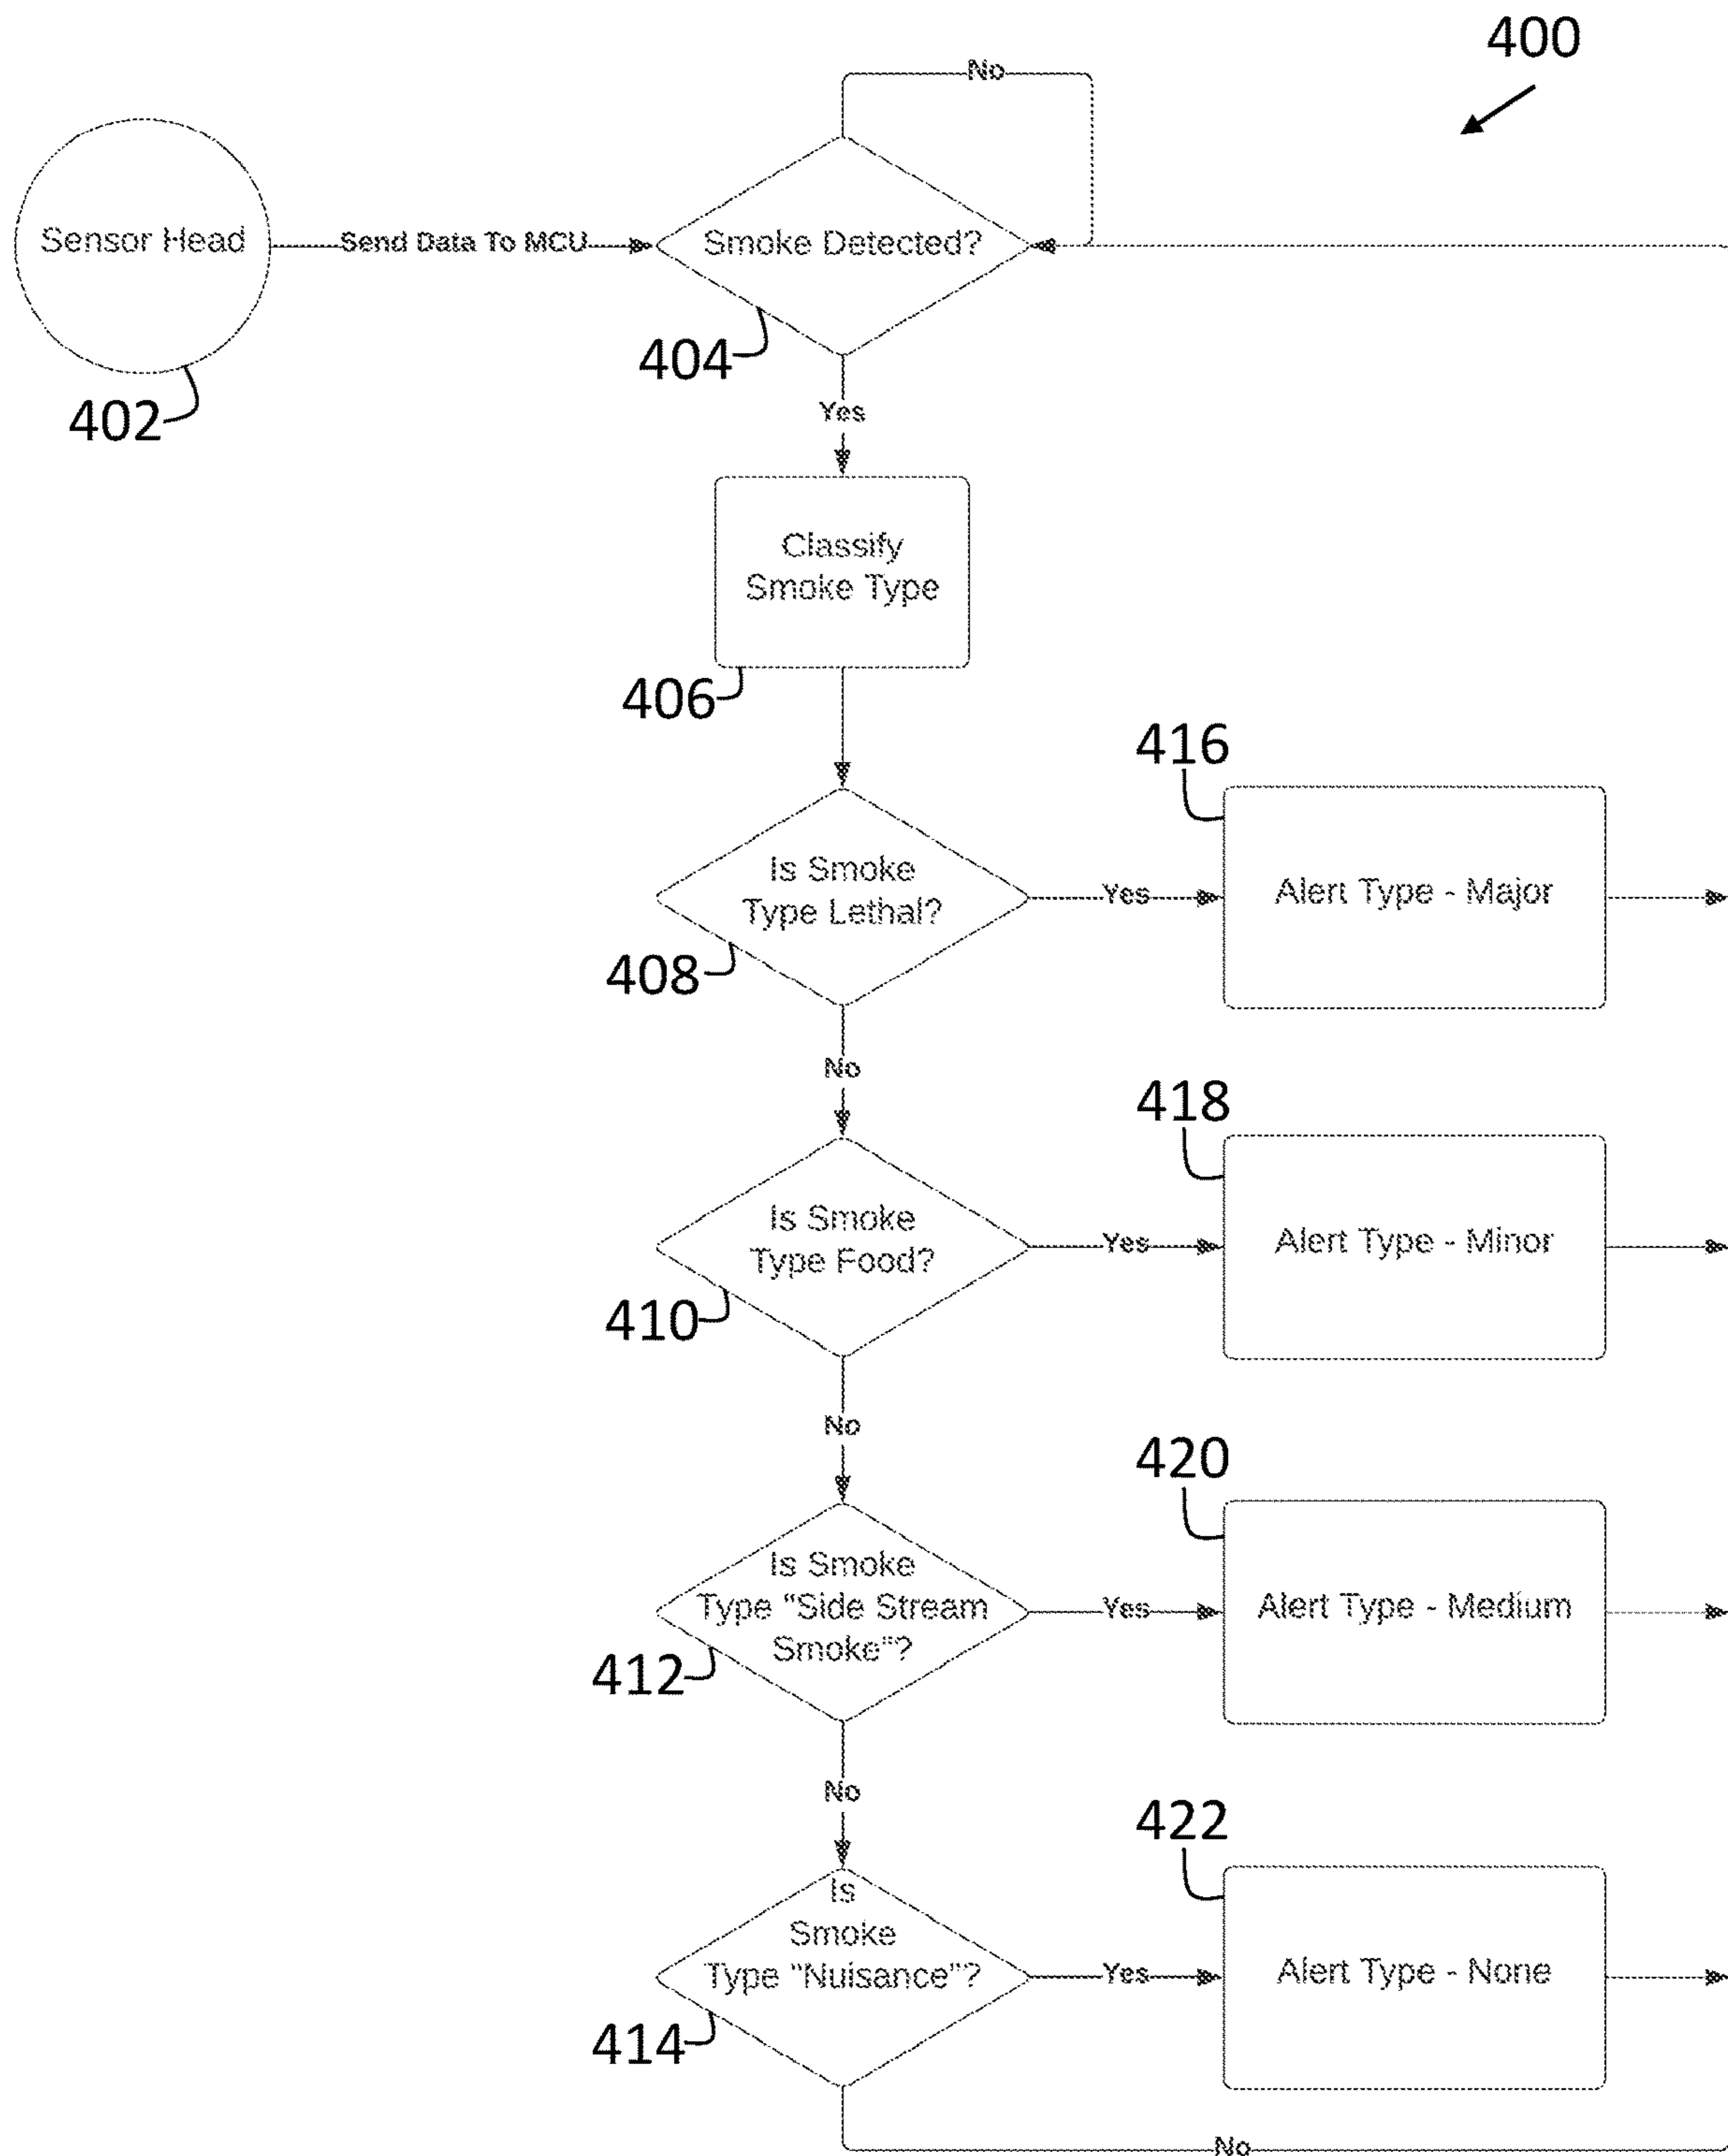 400
No
Sensor Head
Send Data To MCU
Smoke Detected?
404
402
Yes
Classify
Smoke Type
406
416
Is Smoke
Type Lethal?
Yes
Alert Type - Major
408
No
418
Is Smoke
Type Food?
Yes
Alert Type - Minor
410
No
420
Is Smoke
Type "Side Stream
Smoke"?
Yes
Alert Type - Medium
412
No
422
Is
Smoke
Type "Nuisance"?
Yes
Alert Type - None
414
No